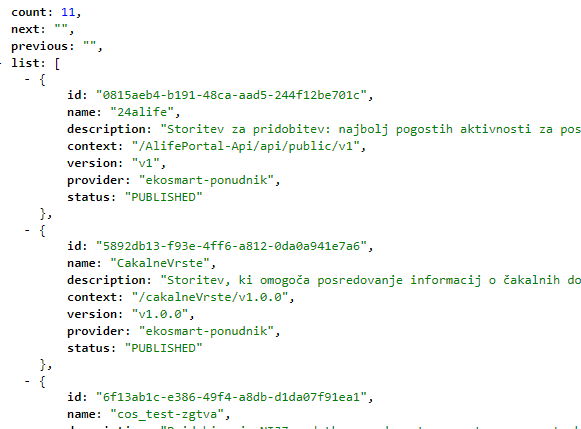 count: 11,
next: "",
previous: "",
- list: [
- {
id: "0815aeb4-b191-48ca-aad5-244f12be701c",
name: "24alife",
description: "Storitev za pridobitev: najbolj pogostih aktivnosti za pos
context: "/AlifePortal-Api/api/public/v1",
version: "v1",
provider: "ekosmart-ponudnik",
status: "PUBLISHED"
},
- {
id: "5892db13-f93e-4ff6-a812-0da0a941e7a6",
name: "CakalneVrste",
description: "Storitev, ki omogoča posredovanje informacij o čakalnih do
context: "/cakalneVrste/v1.0.0",
version: "v1.0.0",
provider: "ekosmart-ponudnik",
status: "PUBLISHED"
},
- {
id: "6f13ab1c-e386-49f4-a8db-d1da07f91ea1",
name: "cos_test-zgtva",